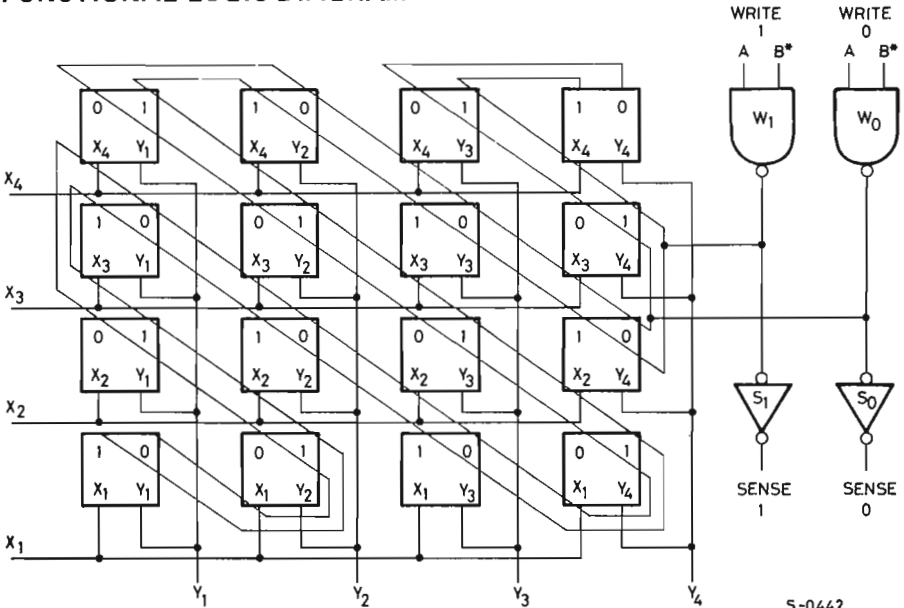 WRITE WRITE
1 0
A B* A B*
W1 W0
0 1 1 0 0 1 1 0
X4 Y1 X4 Y2 X4 Y3 X4 Y4
X4
1 0 0 1 1 0 0 1
X3 Y1 X3 Y2 X3 Y3 X3 Y4
X3
0 1 1 0 0 1 1 0
X2 Y1 X2 Y2 X2 Y3 X2 Y4
S1 S0
X2
1 0 0 1 1 0 0 1
X1 Y1 X1 Y2 X1 Y3 X1 Y4
SENSE SENSE
1 0
X1
Y1 Y2 Y3 Y4
S-0442